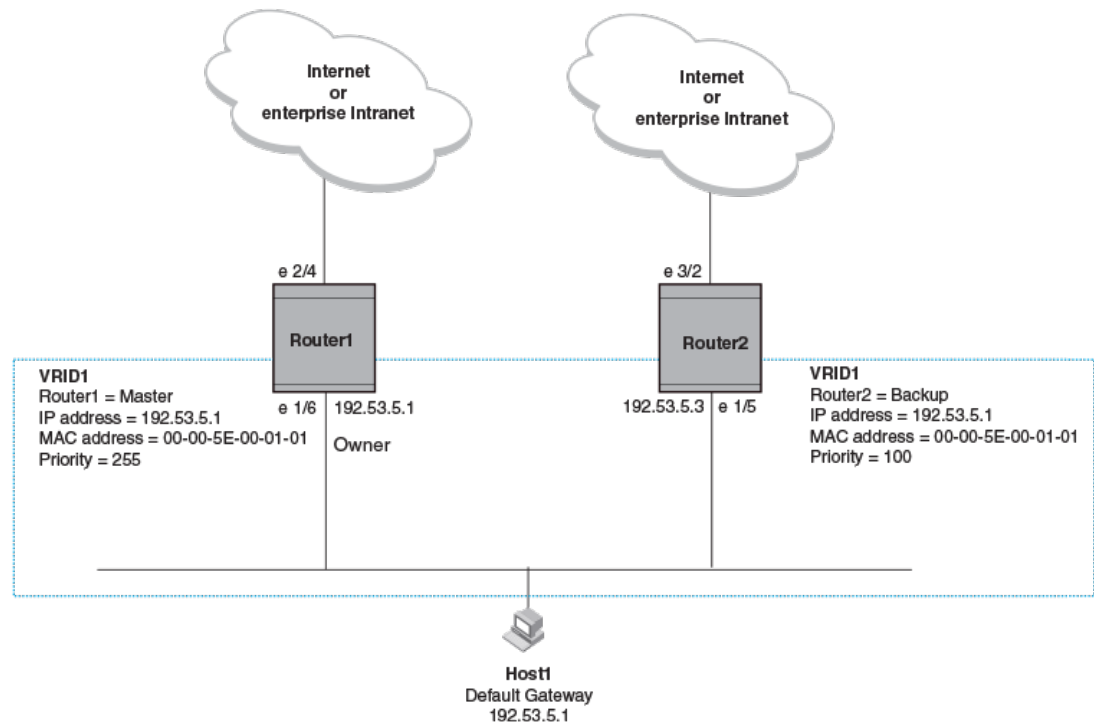 Internet
or
enterprise Intranet
Internet
or
enterprise Intranet
e 2/4
e 3/2
Router1
Router2
VRID1
Router1 = Master
IP address = 192.53.5.1
MAC address = 00-00-5E-00-01-01
Priority = 255
e 1/6
192.53.5.1
Owner
192.53.5.3
e 1/5
VRID1
Router2 = Backup
IP address = 192.53.5.1
MAC address = 00-00-5E-00-01-01
Priority = 100
Host1
Default Gateway
192.53.5.1